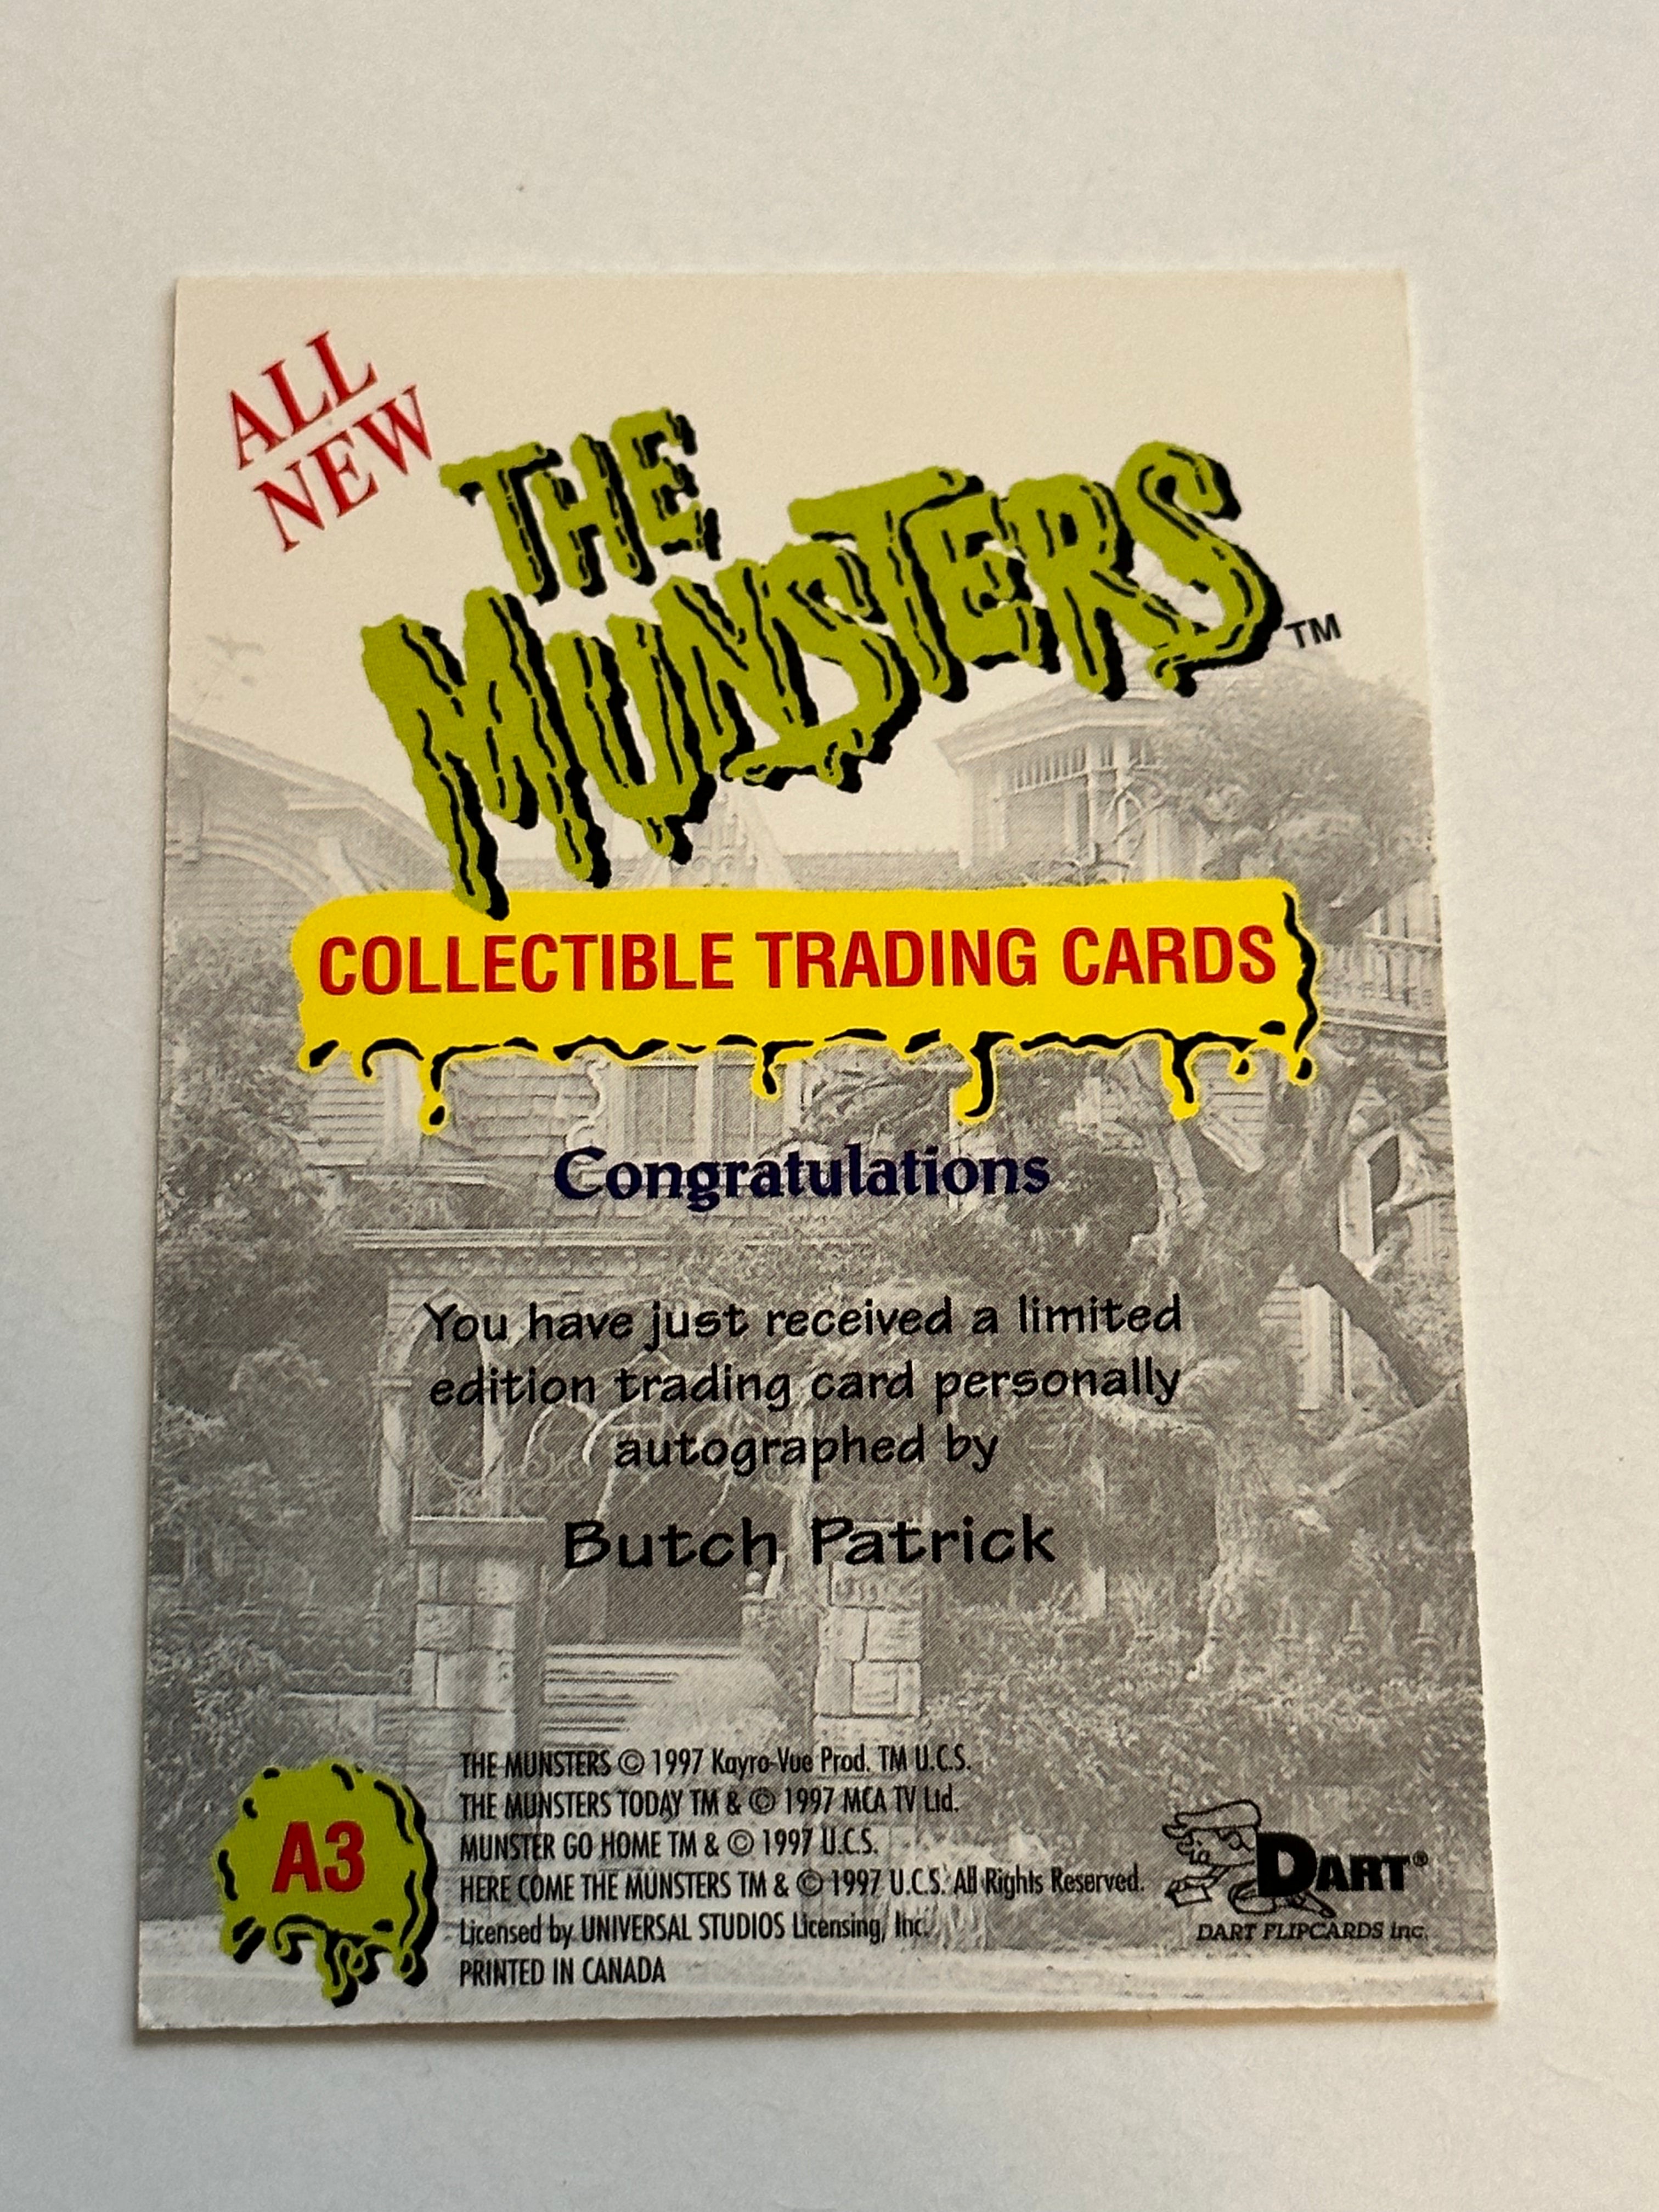 ALL
NEW
THE
MUNSTERS™
COLLECTIBLE TRADING CARDS
Congratulations
You have just received a limited
edition trading card personally
autographed by
Butch Patrick
THE MUNSTERS © 1997 Kayro-Vue Prod. TM U.C.S.
THE MUNSTERS TODAY TM & © 1997 MCA TV Ltd.
MUNSTER GO HOME TM & © 1997 U.C.S.
HERE COME THE MUNSTERS TM & © 1997 U.C.S. All Rights Reserved.
Licensed by UNIVERSAL STUDIOS Licensing, Inc.
PRINTED IN CANADA
A3
DART®
DART FLIPCARDS Inc.